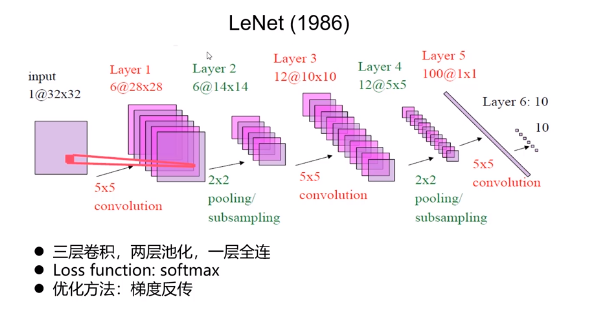 LeNet (1986)
input
1@32x32
Layer 1
6@28x28
Layer 2
6@14x14
Layer 3
12@10x10
Layer 4
12@5x5
Layer 5
100@1x1
Layer 6: 10
10
5x5
convolution
2x2
pooling/
subsampling
5x5
convolution
2x2
pooling/
subsampling
5x5
convolution
● 三层卷积，两层池化，一层全连
● Loss function: softmax
● 优化方法：梯度反传